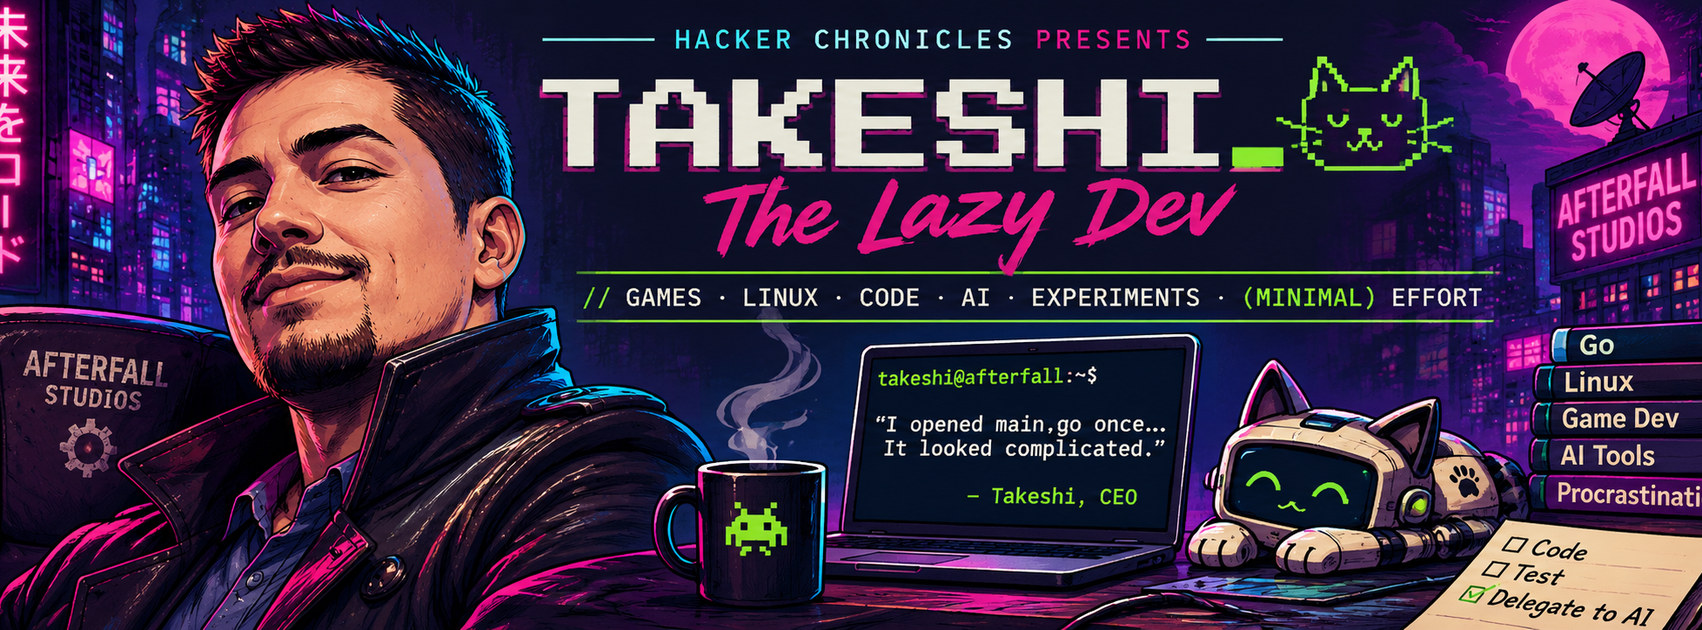 未来をコード
HACKER CHRONICLES PRESENTS
TAKESHI_
The Lazy Dev
// GAMES · LINUX · CODE · AI · EXPERIMENTS · (MINIMAL) EFFORT
AFTERFALL
STUDIOS
AFTERFALL
STUDIOS
takeshi@afterfall:~$
“I opened main,go once...
It looked complicated.”
– Takeshi, CEO
Go
Linux
Game Dev
AI Tools
Procrastinati
Code
Test
Delegate to AI